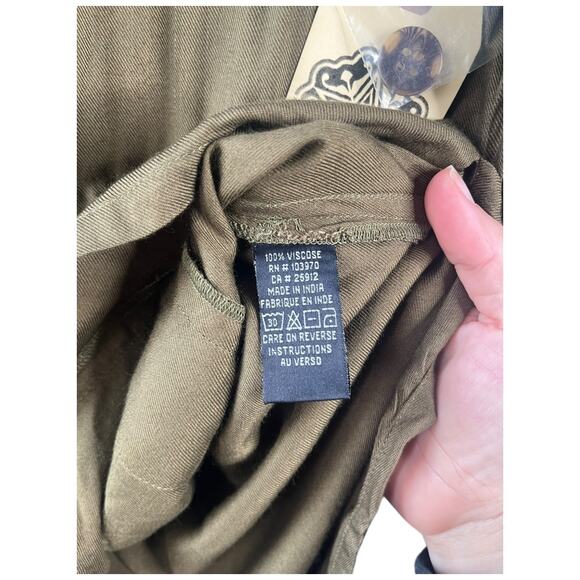 100% VISCOSE
RN # 103970
CA # 25912
MADE IN INDIA
FABRIQUE EN INDE
30
CARE ON REVERSE
INSTRUCTIONS
AU VERSO